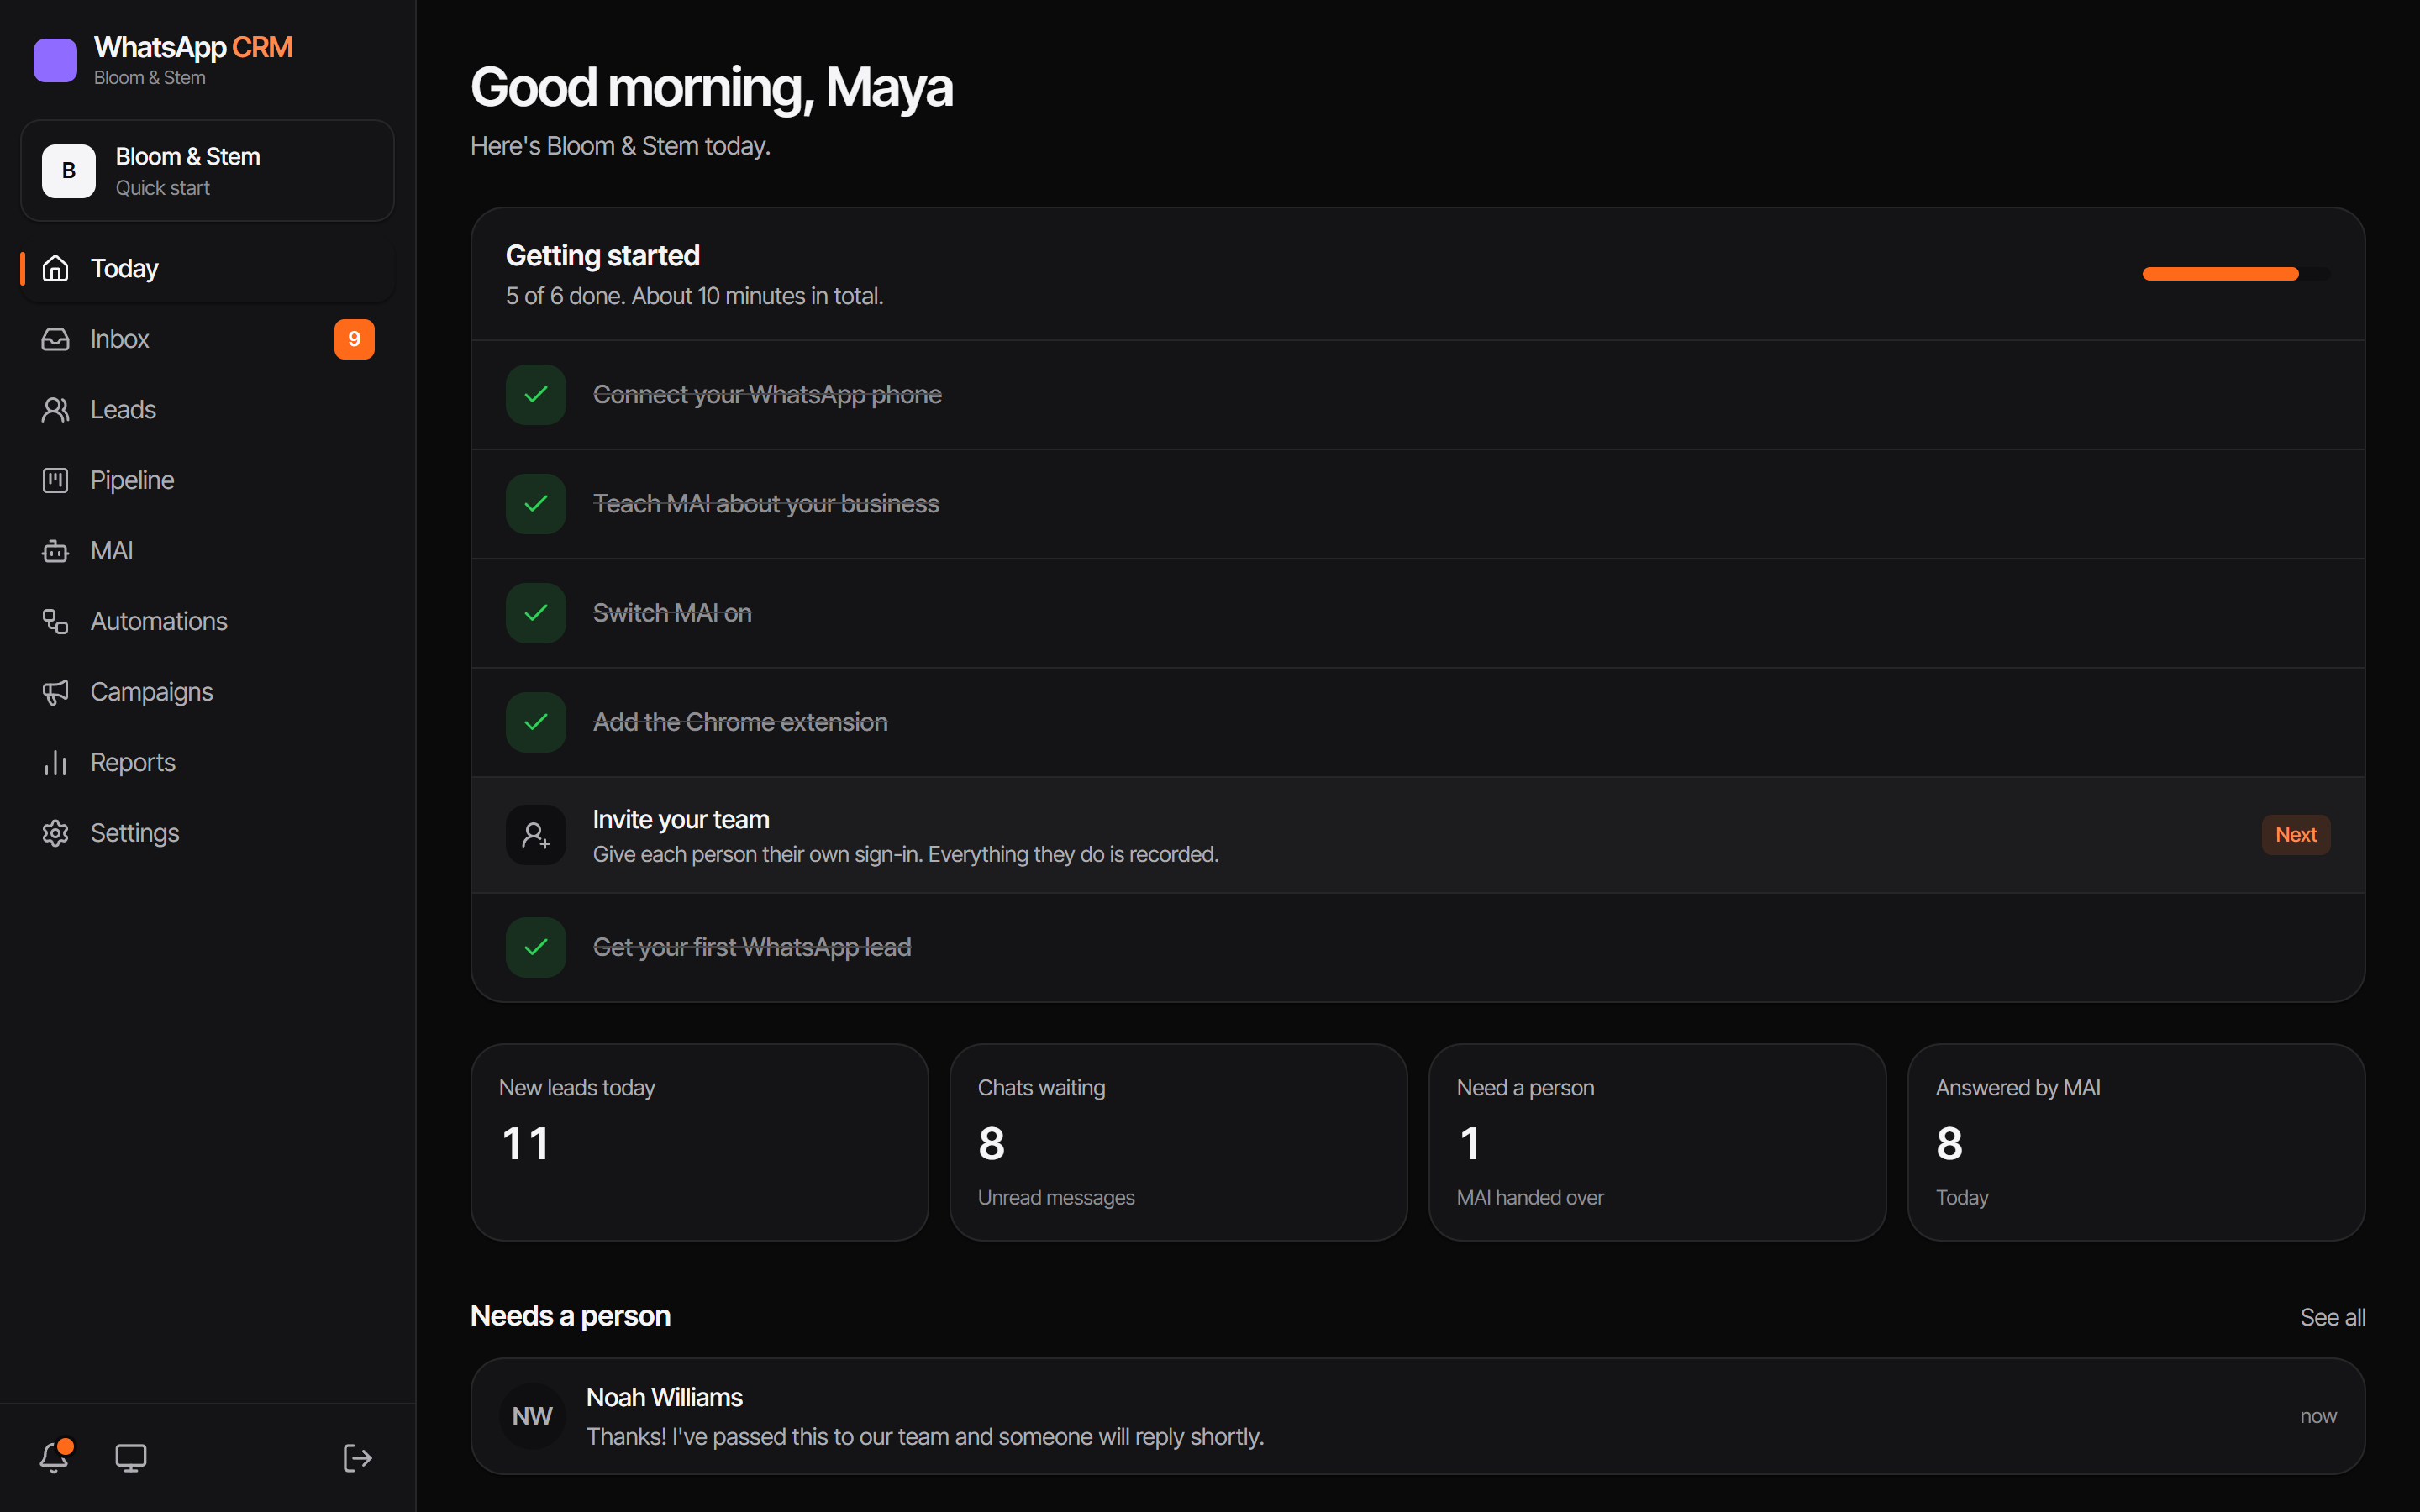 WhatsApp CRM
Bloom & Stem
B
Bloom & Stem
Quick start
Today
Inbox
9
Leads
Pipeline
MAI
Automations
Campaigns
Reports
Settings
Good morning, Maya
Here's Bloom & Stem today.
Getting started
5 of 6 done. About 10 minutes in total.
Connect your WhatsApp phone
Teach MAI about your business
Switch MAI on
Add the Chrome extension
Invite your team
Give each person their own sign-in. Everything they do is recorded.
Next
Get your first WhatsApp lead
New leads today
11
Chats waiting
8
Unread messages
Need a person
1
MAI handed over
Answered by MAI
8
Today
Needs a person
See all
NW
Noah Williams
Thanks! I've passed this to our team and someone will reply shortly.
now